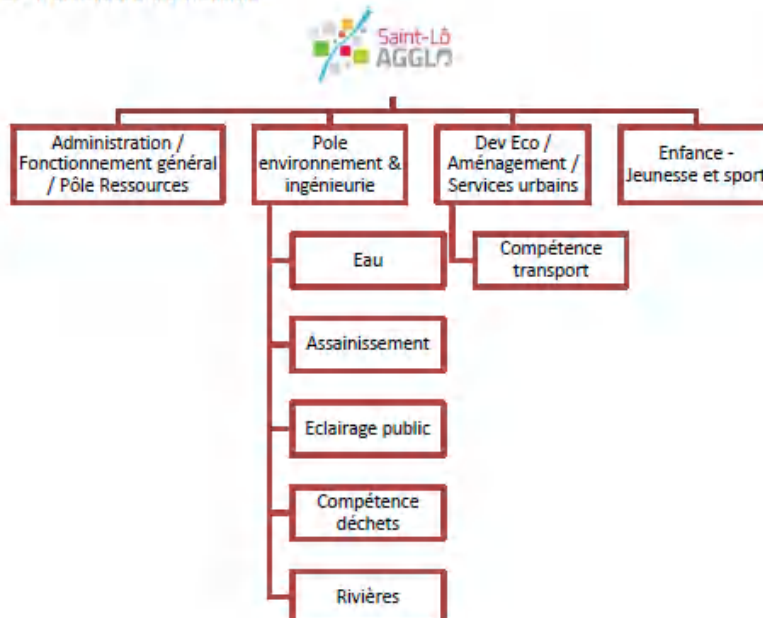 Saint-Lô
AGGLO
Administration /
Fonctionnement général
/ Pôle Ressources
Pole
environnement &
ingénieurie
Dev Eco /
Aménagement /
Services urbains
Enfance -
Jeunesse et sport
Eau
Compétence
transport
Assainissement
Eclairage public
Compétence
déchets
Rivières